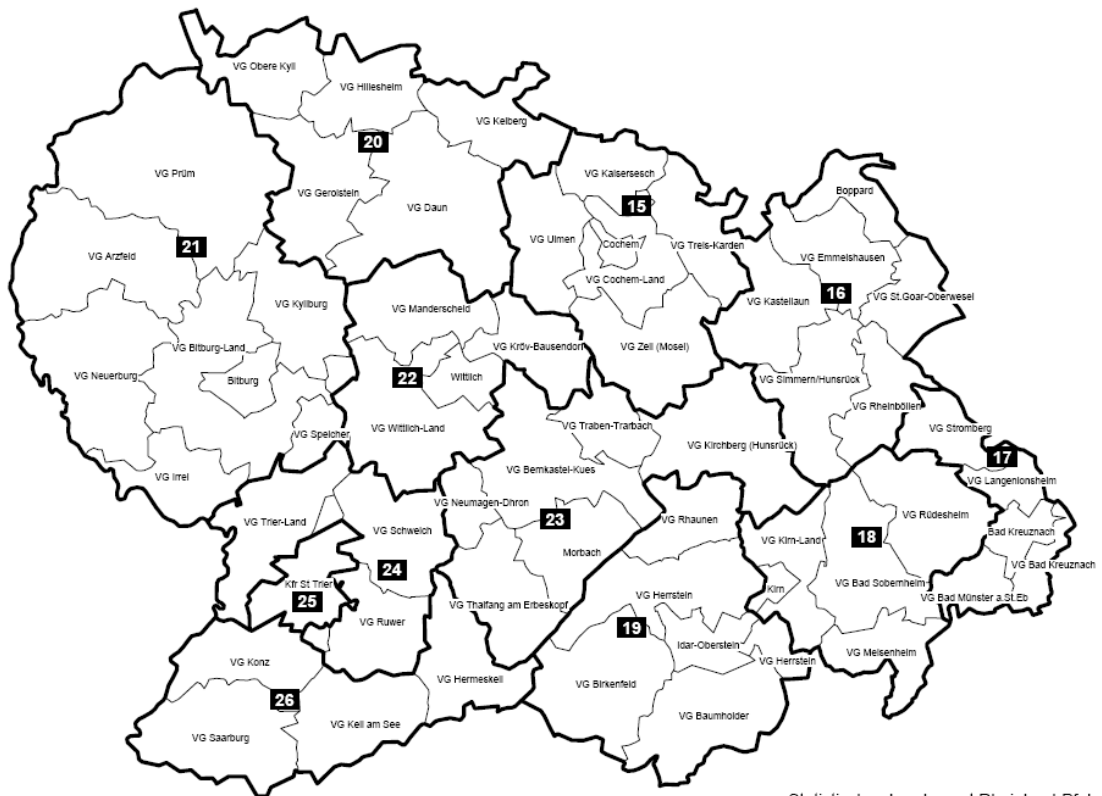 VG Obere Kyll
VG Hillesheim
VG Kelberg
20
VG Prüm
VG Kaisersesch
VG Gerolstein
VG Daun
15
Boppard
21
VG Arzfeld
VG Ulmen
Cochem
VG Treis-Karden
VG Emmelshausen
VG Cochem-Land
16
VG St.Goar-Oberwesel
VG Kyllburg
VG Manderscheid
VG Kastellaun
VG Bitburg-Land
VG Kröv-Bausendorf
VG Zell (Mosel)
VG Neuerburg
Bitburg
22
Wittlich
VG Simmern/Hunsrück
VG Rheinböllen
VG Speicher
VG Wittlich-Land
VG Traben-Trarbach
VG Kirchberg (Hunsrück)
VG Stromberg
17
VG Irrel
VG Bernkastel-Kues
VG Langenlonsheim
VG Neumagen-Dhron
VG Trier-Land
VG Schweich
23
VG Rhaunen
VG Rüdesheim
Morbach
VG Kirn-Land
18
Bad Kreuznach
24
VG Bad Kreuznach
Kfr St Trier
25
VG Thalfang am Erbeskopf
VG Herrstein
Kirn
VG Bad Sobernheim
VG Bad Münster a.St.Eb
VG Ruwer
19
Idar-Oberstein
VG Meisenheim
VG Konz
VG Hermeskeil
VG Birkenfeld
VG Herrstein
26
VG Saarburg
VG Kell am See
VG Baumholder